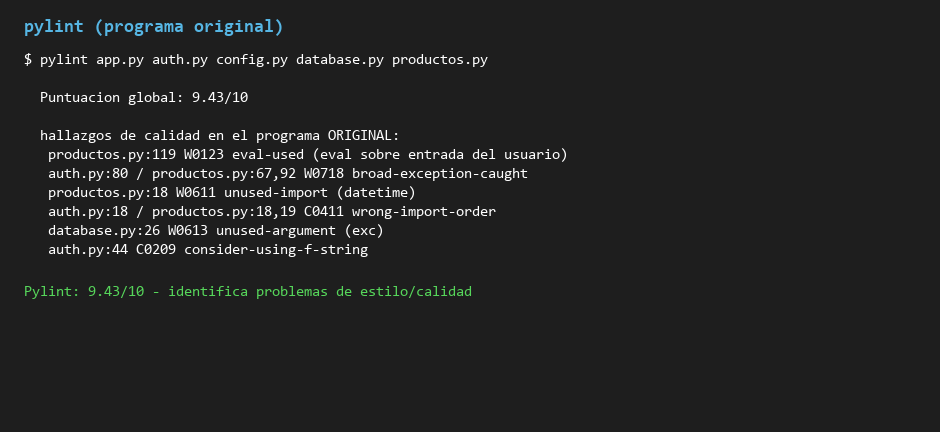 pylint (programa original)
$ pylint app.py auth.py config.py database.py productos.py
Puntuacion global: 9.43/10
hallazgos de calidad en el programa ORIGINAL:
productos.py:119 W0123 eval-used (eval sobre entrada del usuario)
auth.py:80 / productos.py:67,92 W0718 broad-exception-caught
productos.py:18 W0611 unused-import (datetime)
auth.py:18 / productos.py:18,19 C0411 wrong-import-order
database.py:26 W0613 unused-argument (exc)
auth.py:44 C0209 consider-using-f-string
Pylint: 9.43/10 - identifica problemas de estilo/calidad